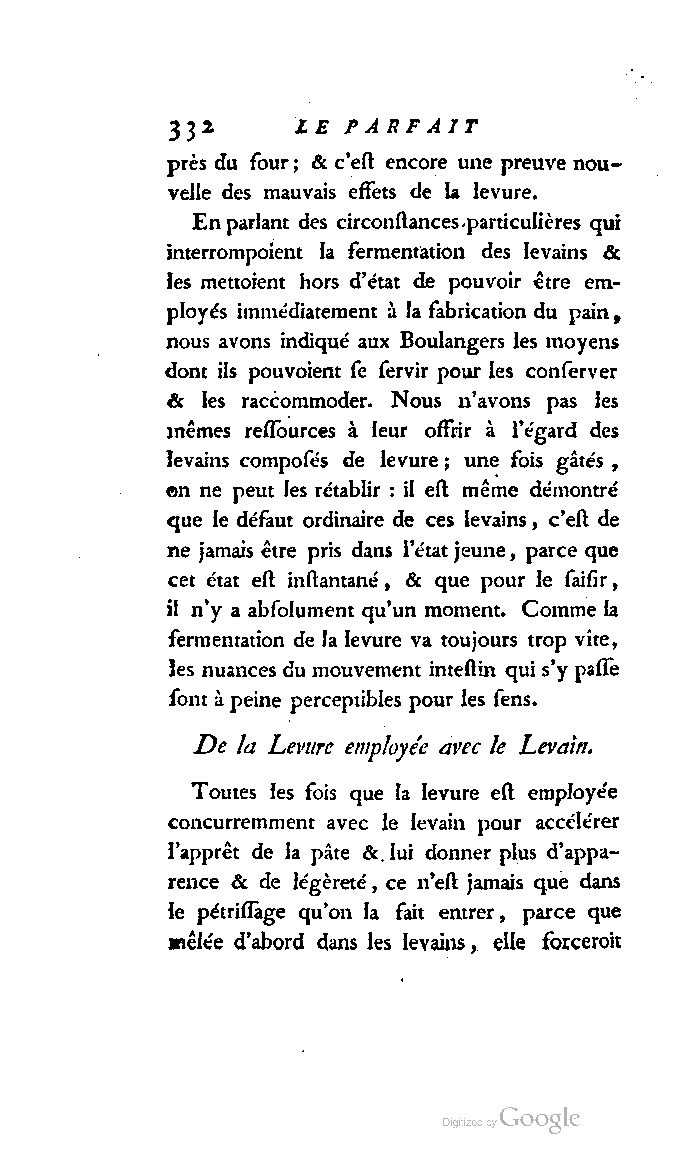 332 LE PARFAIT
près du four ; & c'eſt encore une preuve nou-
velle des mauvais effets de la levure.
En parlant des circonſtances particulières qui
interrompoient la fermentation des levains &
les mettoient hors d'état de pouvoir être em-
ployés immédiatement à la fabrication du pain,
nous avons indiqué aux Boulangers les moyens
dont ils pouvoient ſe ſervir pour les conſerver
& les raccommoder. Nous n'avons pas les
mêmes reſſources à leur offrir à l'égard des
levains compoſés de levure ; une fois gâtés ,
on ne peut les rétablir : il eſt même démontré
que le défaut ordinaire de ces levains, c'eſt de
ne jamais être pris dans l'état jeune, parce que
cet état eſt inſtantané, & que pour le ſaiſir,
il n'y a abſolument qu'un moment. Comme la
fermentation de la levure va toujours trop vîte,
les nuances du mouvement inteſtin qui s'y paſſe
ſont à peine perceptibles pour les ſens.
De la Levure employée avec le Levain.
Toutes les fois que la levure eſt employée
concurremment avec le levain pour accélérer
l'apprêt de la pâte & lui donner plus d'appa-
rence & de légèreté, ce n'eſt jamais que dans
le pétriſſage qu'on la fait entrer, parce que
mêlée d'abord dans les levains, elle forceroit
Digitized by Google